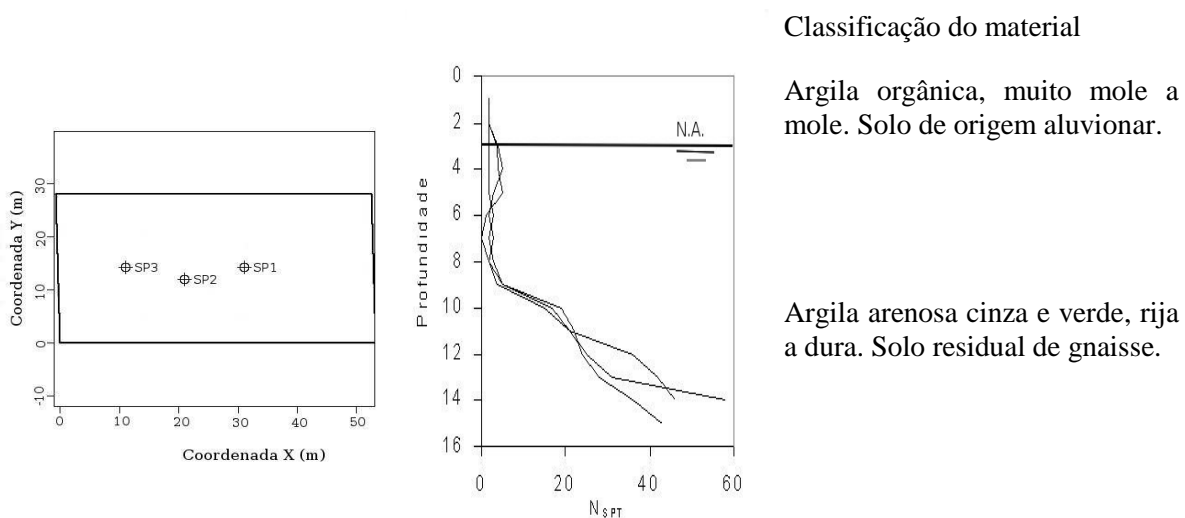 Classificação do material
Argila orgânica, muito mole a
mole. Solo de origem aluvionar.
Argila arenosa cinza e verde, rija
a dura. Solo residual de gnaisse.
Coordenada Y (m)
30
20
10
0
-10
SP3
SP2
SP1
0 10 20 30 40 50
Coordenada X (m)
Profundidade
0
2
N.A.
4
6
8
10
12
14
16
0 20 40 60
N SPT